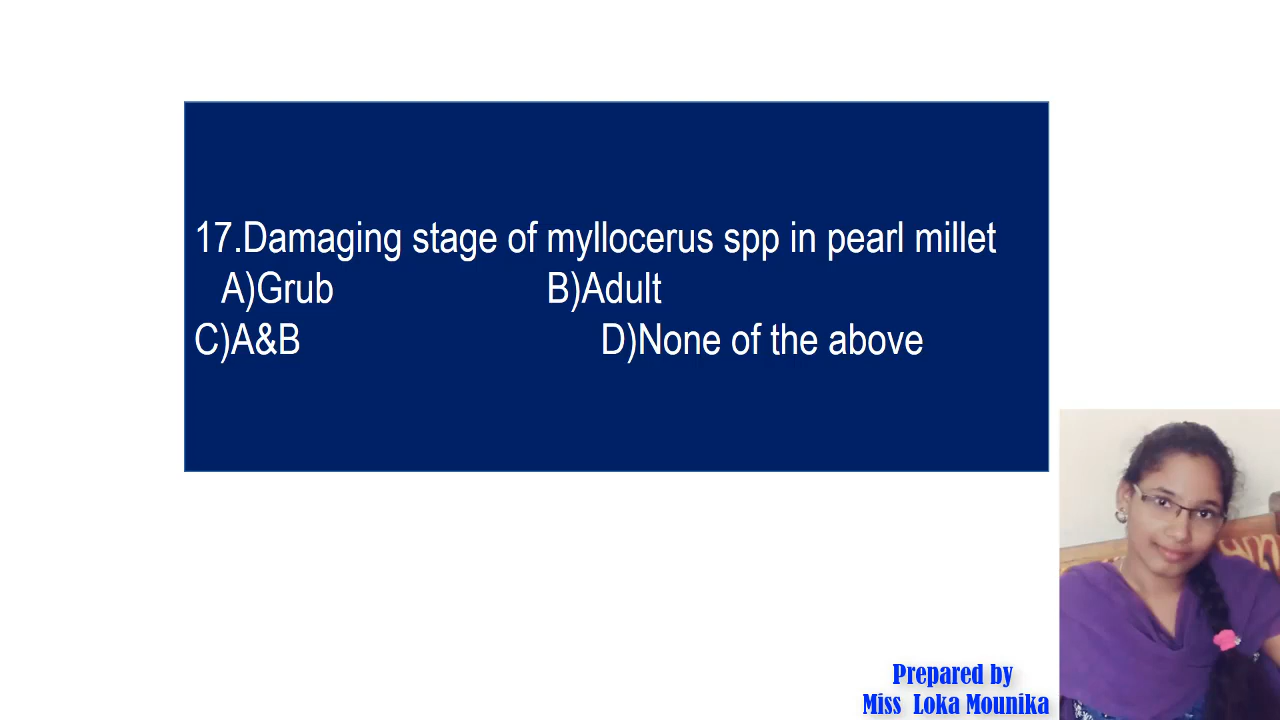 17.Damaging stage of myllocerus spp in pearl millet
A)Grub B)Adult
C)A&B D)None of the above
Prepared by
Miss Loka Mounika